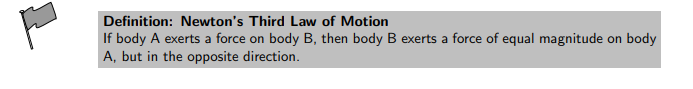 Definition: Newton's Third Law of Motion
If body A exerts a force on body B, then body B exerts a force of equal magnitude on body
A, but in the opposite direction.